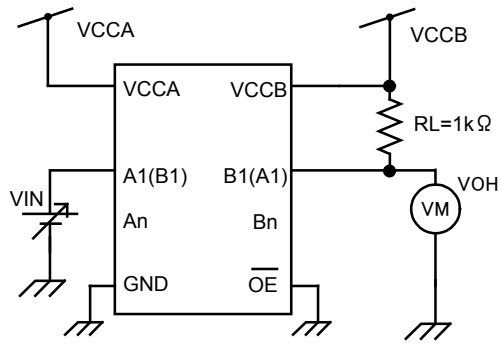 VCCA
VCCB
VCCA
VCCB
RL=1kΩ
A1(B1)
B1(A1)
VIN
VOH
VM
An
Bn
GND
OE